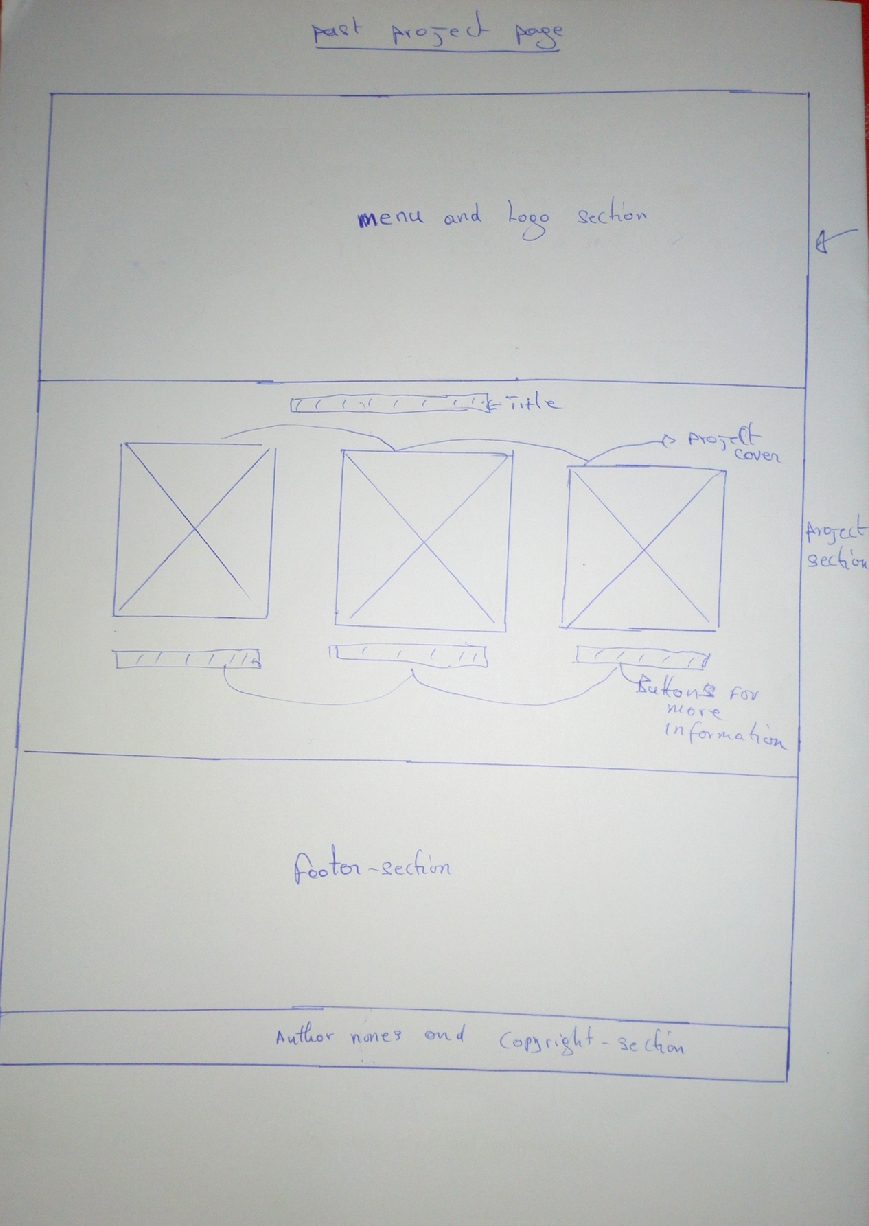 past project page
menu and Logo section
Title
project
cover
project
section
Buttons for
more
information
footer-section
Author nones and Copyright-section